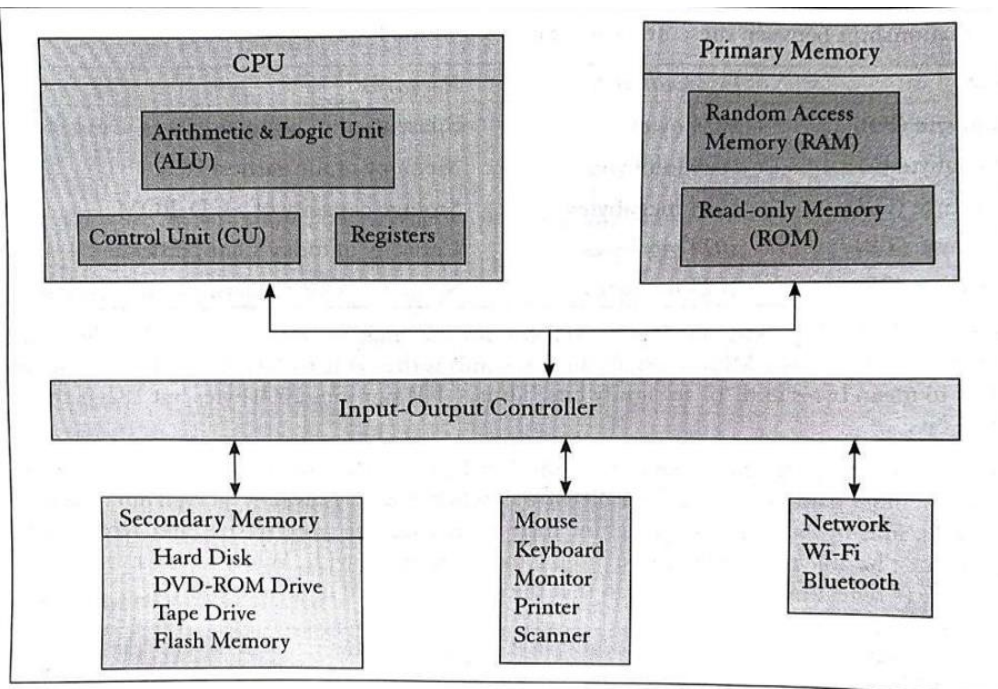 CPU
Arithmetic & Logic Unit
(ALU)
Control Unit (CU)
Registers
Primary Memory
Random Access
Memory (RAM)
Read-only Memory
(ROM)
Input-Output Controller
Secondary Memory
Hard Disk
DVD-ROM Drive
Tape Drive
Flash Memory
Mouse
Keyboard
Monitor
Printer
Scanner
Network
Wi-Fi
Bluetooth